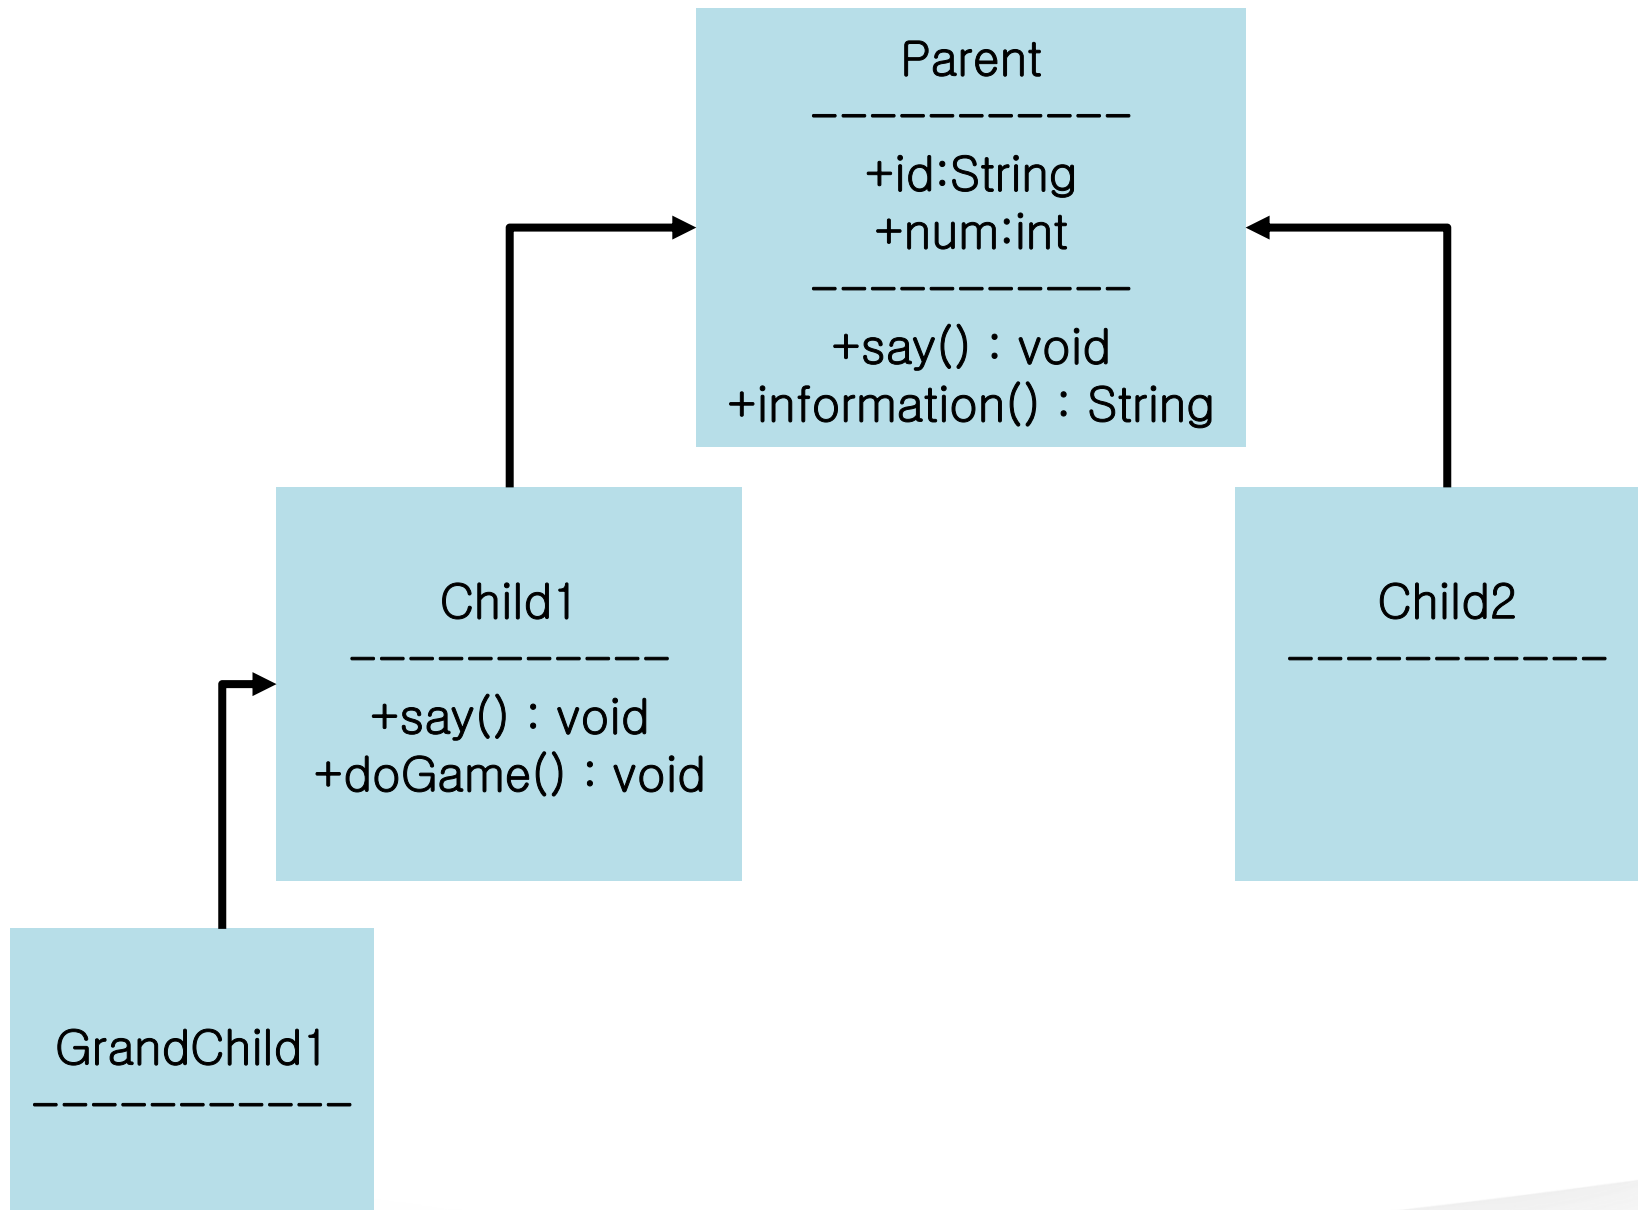 Parent
-----------
+id:String
+num:int
-----------
+say() : void
+information() : String
Child1
-----------
+say() : void
+doGame() : void
Child2
-----------
GrandChild1
-----------